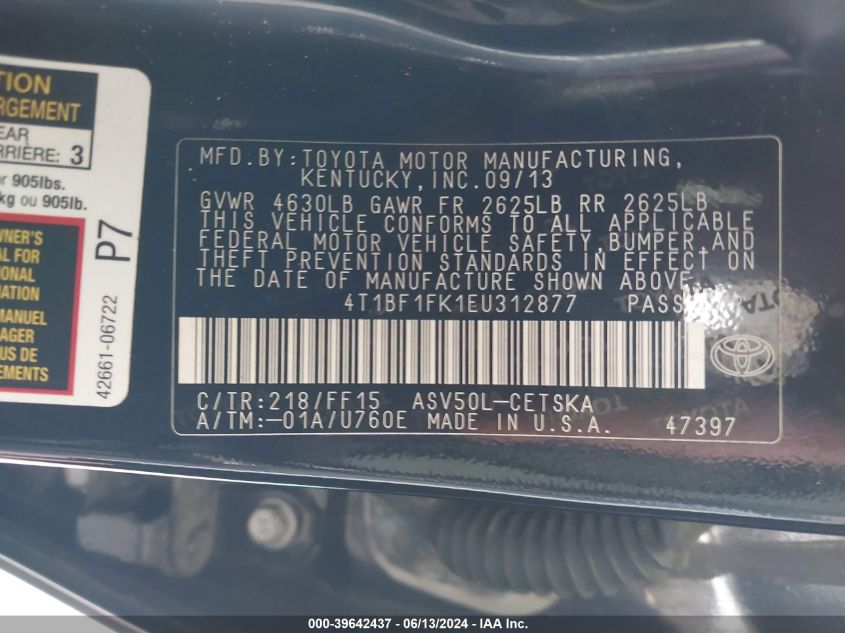 TION
RGEMENT
EAR
RRIÈRE: 3
or 905lbs.
kg ou 905lb.
WNER'S
AL FOR
IONAL
MATION
MANUEL
AGER
US DE
EMENTS
P7
42661-06722
MFD. BY: TOYOTA MOTOR MANUFACTURING,
KENTUCKY, INC. 09/13
GVWR 4630LB GAWR FR 2625LB RR 2625LB
THIS VEHICLE CONFORMS TO ALL APPLICABLE
FEDERAL MOTOR VEHICLE SAFETY, BUMPER, AND
THEFT PREVENTION STANDARDS IN EFFECT ON
THE DATE OF MANUFACTURE SHOWN ABOVE.
4T1BF1FK1EU312877 PASS
C/TR: 218/FF15 ASV50L-CETSKA
A/TM: -01A/U760E MADE IN U.S.A. 47397
000-39642437 - 06/13/2024 - IAA Inc.